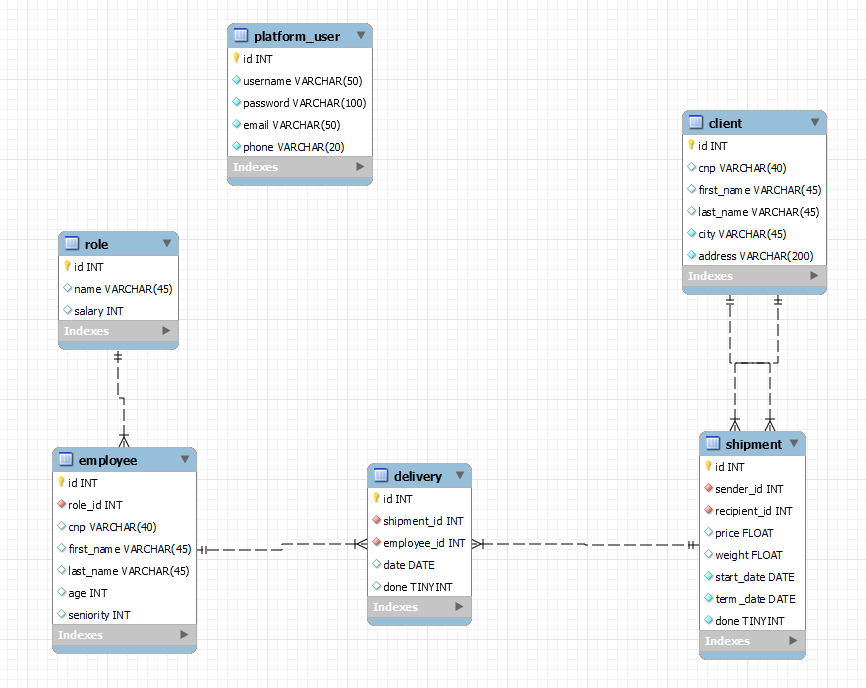 platform_user
id INT
username VARCHAR(50)
password VARCHAR(100)
email VARCHAR(50)
phone VARCHAR(20)
Indexes
client
id INT
cnp VARCHAR(40)
first_name VARCHAR(45)
last_name VARCHAR(45)
city VARCHAR(45)
address VARCHAR(200)
Indexes
role
id INT
name VARCHAR(45)
salary INT
Indexes
employee
id INT
role_id INT
cnp VARCHAR(40)
first_name VARCHAR(45)
last_name VARCHAR(45)
age INT
seniority INT
Indexes
delivery
id INT
shipment_id INT
employee_id INT
date DATE
done TINYINT
Indexes
shipment
id INT
sender_id INT
recipient_id INT
price FLOAT
weight FLOAT
start_date DATE
term_date DATE
done TINYINT
Indexes